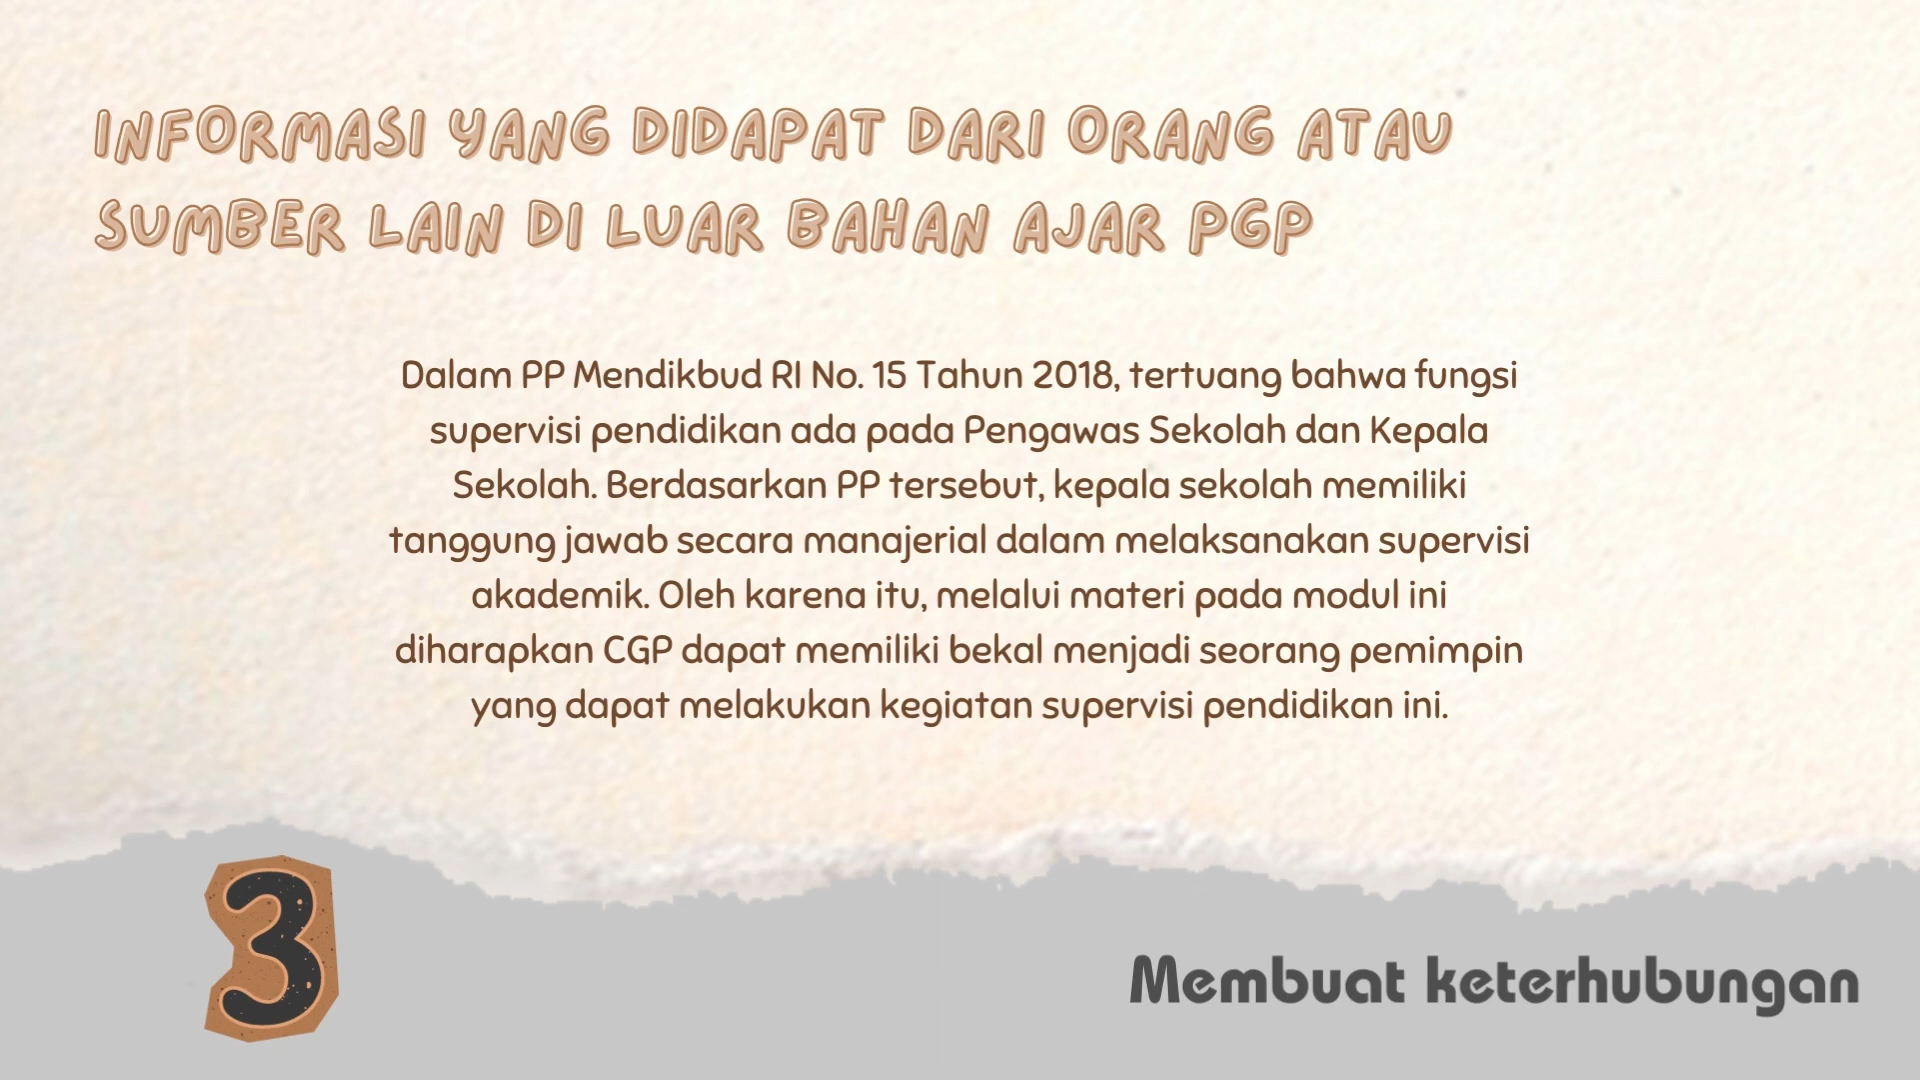 INFORMASI YANG DIDAPAT DARI ORANG ATAU
SUMBER LAIN DI LUAR BAHAN AJAR PGP
Dalam PP Mendikbud RI No. 15 Tahun 2018, tertuang bahwa fungsi
supervisi pendidikan ada pada Pengawas Sekolah dan Kepala
Sekolah. Berdasarkan PP tersebut, kepala sekolah memiliki
tanggung jawab secara manajerial dalam melaksanakan supervisi
akademik. Oleh karena itu, melalui materi pada modul ini
diharapkan CGP dapat memiliki bekal menjadi seorang pemimpin
yang dapat melakukan kegiatan supervisi pendidikan ini.
3
Membuat keterhubungan